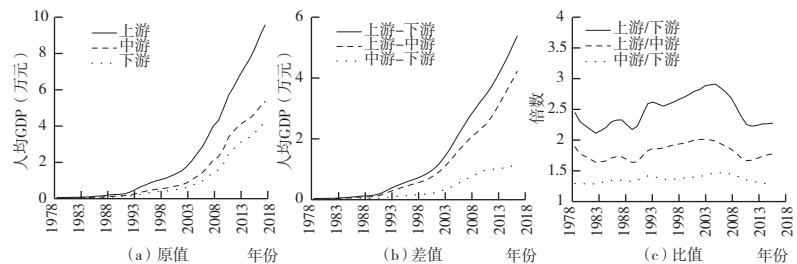 10
8
6
4
2
0
人均GDP（万元）
上游
中游
下游
1978
1983
1988
1993
1998
2003
2008
2013
2018
（a）原值
年份
6
4
2
0
人均GDP（万元）
上游-下游
上游-中游
中游-下游
1978
1983
1988
1993
1998
2003
2008
2013
2018
（b）差值
年份
4
3.5
3
2.5
2
1.5
1
倍数
上游/下游
上游/中游
中游/下游
1978
1983
1988
1993
1998
2003
2008
2013
2018
（c）比值
年份